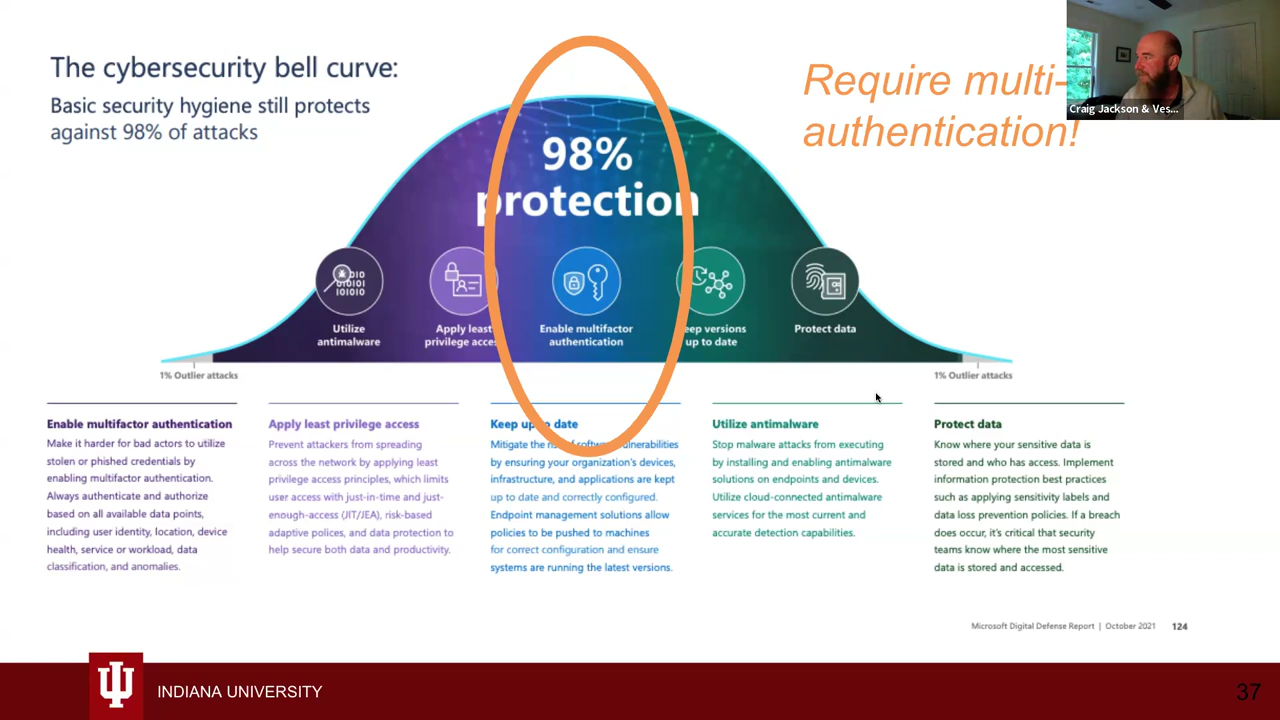 The cybersecurity bell curve:
Basic security hygiene still protects
against 98% of attacks
Require multi-
authentication!
Craig Jackson & Ves...
98%
protection
010
01010
101010
Utilize
antimalware
Apply least
privilege acce
Enable multifactor
authentication
eep versions
up to date
Protect data
1% Outlier attacks
1% Outlier attacks
Enable multifactor authentication
Make it harder for bad actors to utilize
stolen or phished credentials by
enabling multifactor authentication.
Always authenticate and authorize
based on all available data points,
including user identity, location, device
health, service or workload, data
classification, and anomalies.
Apply least privilege access
Prevent attackers from spreading
across the network by applying least
privilege access principles, which limits
user access with just-in-time and just-
enough-access (JIT/JEA), risk-based
adaptive polices, and data protection to
help secure both data and productivity.
Keep up to date
Mitigate the risk of software vulnerabilities
by ensuring your organization's devices,
infrastructure, and applications are kept
up to date and correctly configured.
Endpoint management solutions allow
policies to be pushed to machines
for correct configuration and ensure
systems are running the latest versions.
Utilize antimalware
Stop malware attacks from executing
by installing and enabling antimalware
solutions on endpoints and devices.
Utilize cloud-connected antimalware
services for the most current and
accurate detection capabilities.
Protect data
Know where your sensitive data is
stored and who has access. Implement
information protection best practices
such as applying sensitivity labels and
data loss prevention policies. If a breach
does occur, it's critical that security
teams know where the most sensitive
data is stored and accessed.
Microsoft Digital Defense Report | October 2021 124
INDIANA UNIVERSITY
37